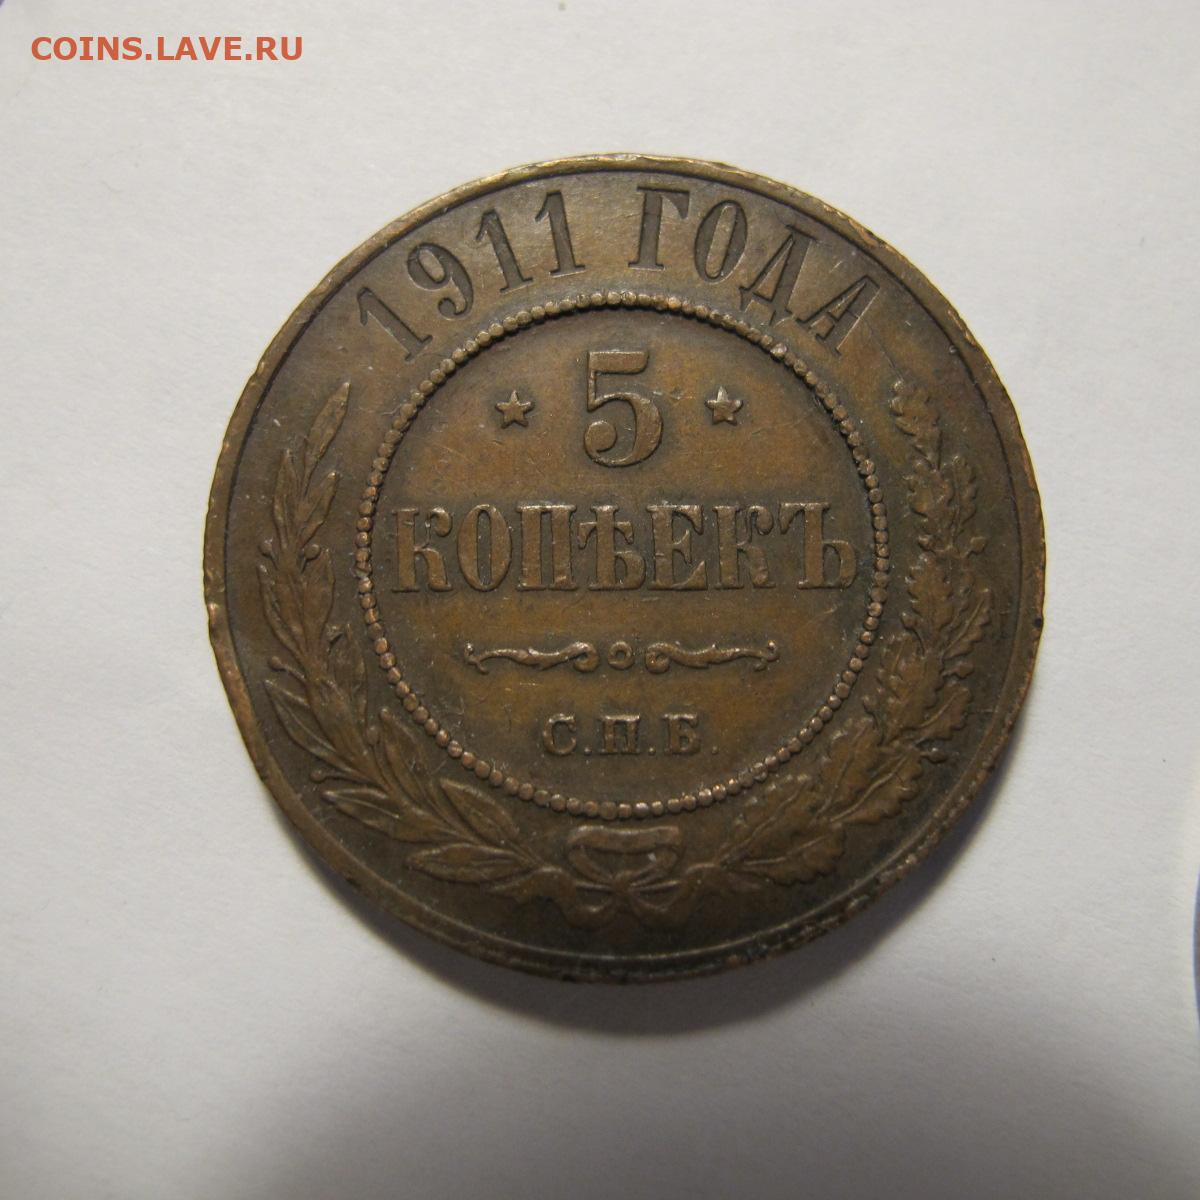 COINS.LAVE.RU
1911 ГОДА
5
КОПѢЕКЪ
С.П.Б.